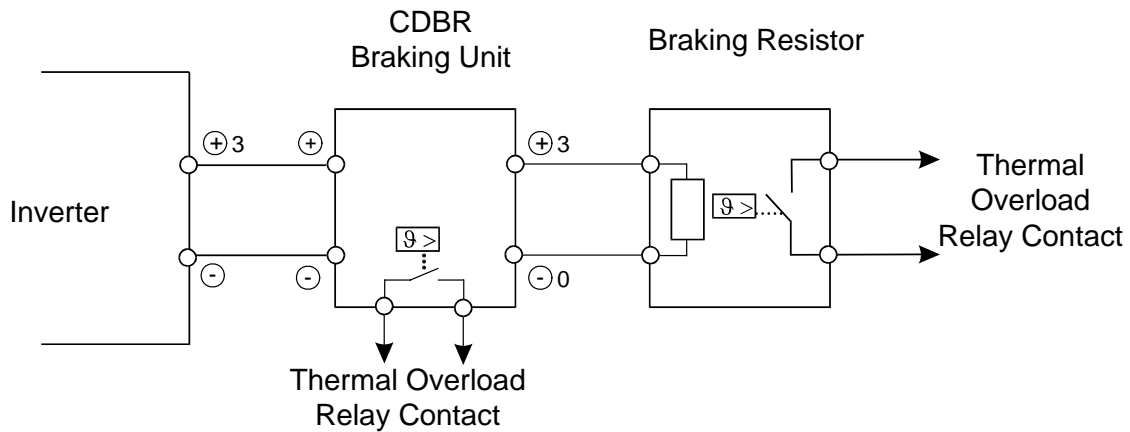 CDBR
Braking Unit
Braking Resistor
+ 3
+
+ 3
Inverter
ϑ >
ϑ >
Thermal
Overload
Relay Contact
-
-
- 0
Thermal Overload
Relay Contact